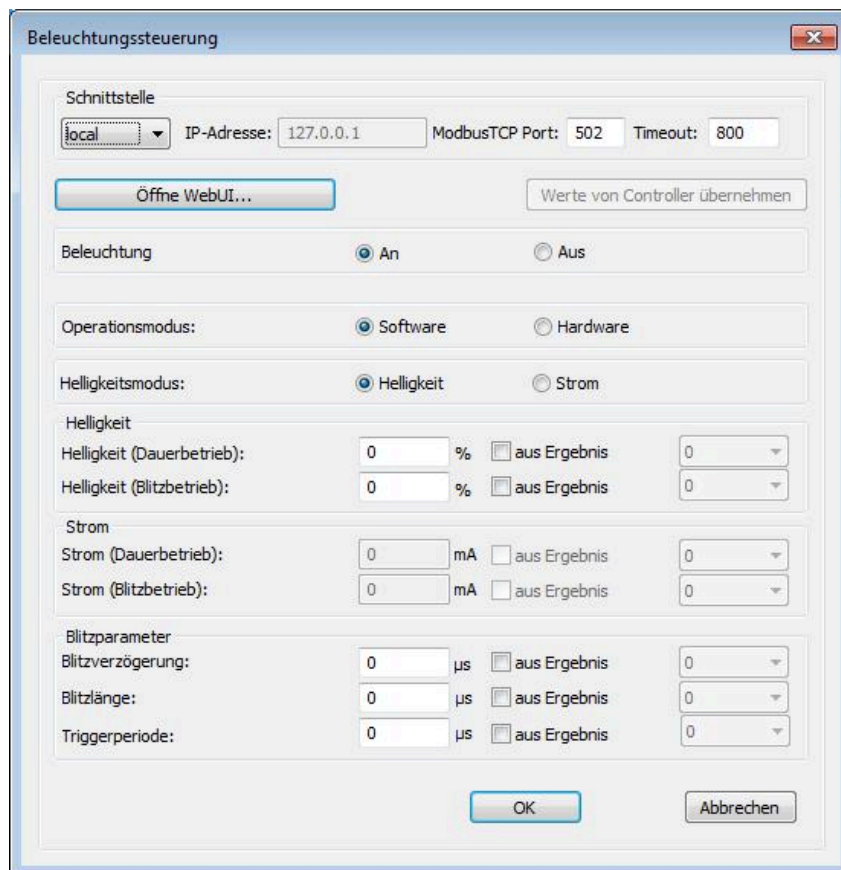 Beleuchtungssteuerung
Schnittstelle
local IP-Adresse: 127.0.0.1 ModbusTCP Port: 502 Timeout: 800
Öffne WebUI... Werte von Controller übernehmen
Beleuchtung An Aus
Operationsmodus: Software Hardware
Helligkeitsmodus: Helligkeit Strom
Helligkeit
Helligkeit (Dauerbetrieb): 0 % aus Ergebnis 0
Helligkeit (Blitzbetrieb): 0 % aus Ergebnis 0
Strom
Strom (Dauerbetrieb): 0 mA aus Ergebnis 0
Strom (Blitzbetrieb): 0 mA aus Ergebnis 0
Blitzparameter
Blitzverzögerung: 0 µs aus Ergebnis 0
Blitzlänge: 0 µs aus Ergebnis 0
Triggerperiode: 0 µs aus Ergebnis 0
OK Abbrechen